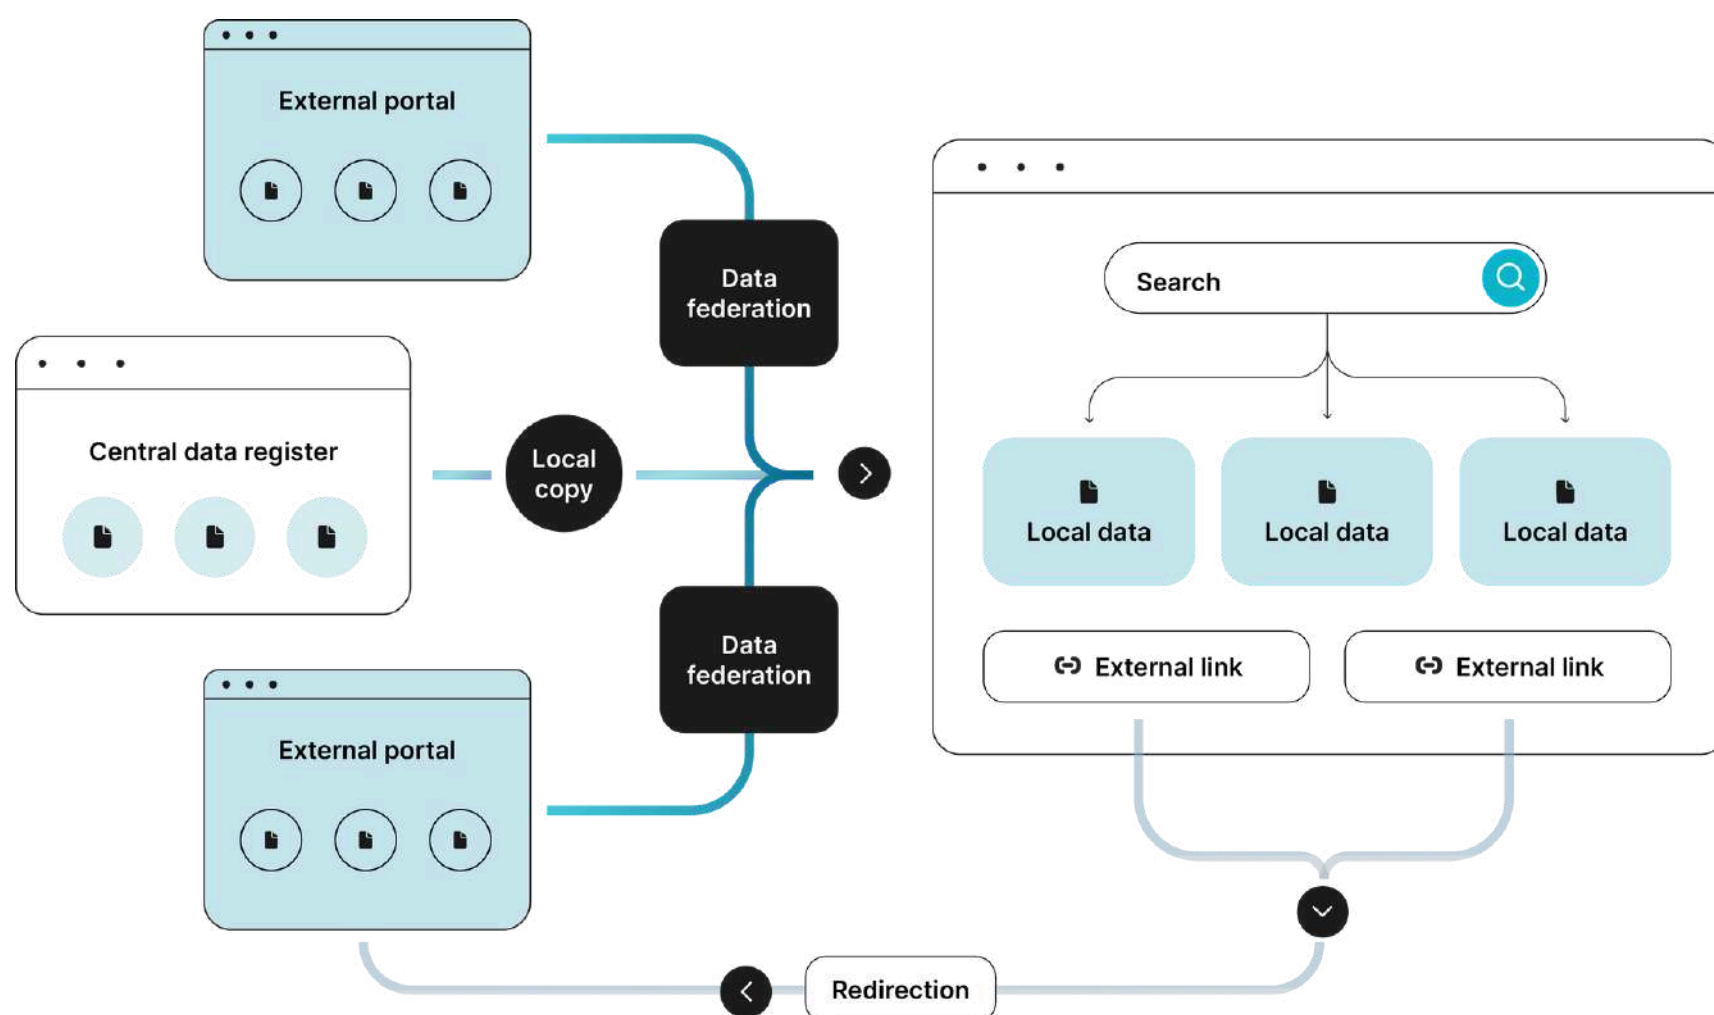 External portal
Data
federation
Search
Central data register
Local
copy
Local data
Local data
Local data
Data
federation
External link
External link
External portal
Redirection